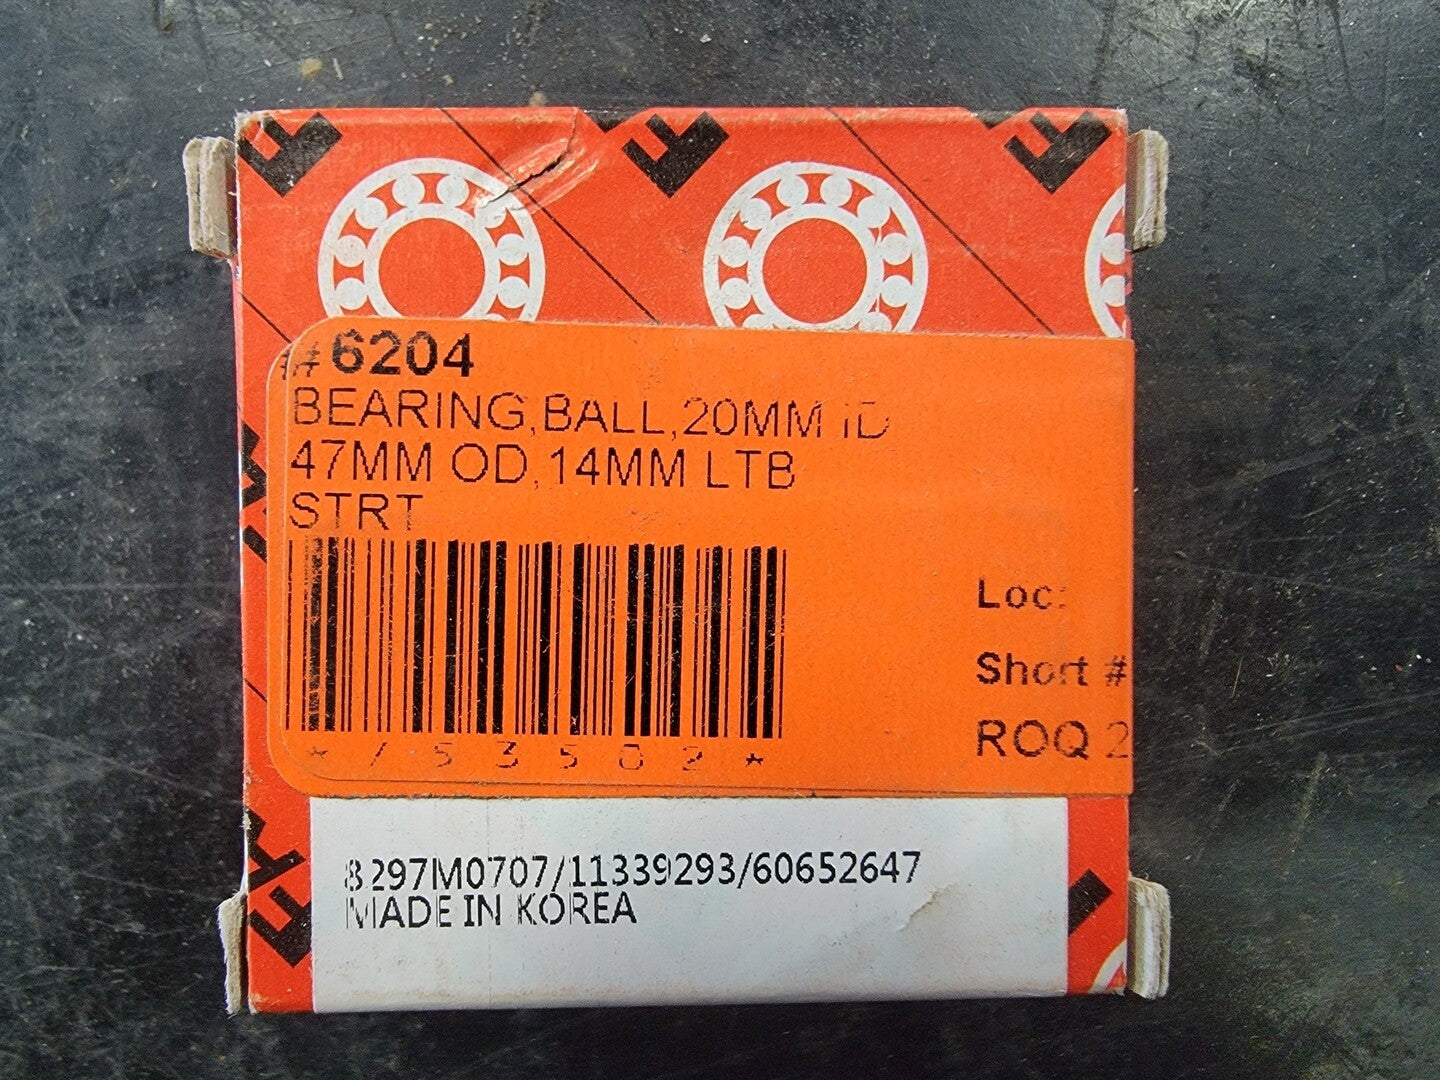 #6204
BEARING,BALL,20MM ID
47MM OD,14MM LTB
STRT
*753502*
Loc:
Short #
ROQ 2
8297M0707/11339293/60652647
MADE IN KOREA